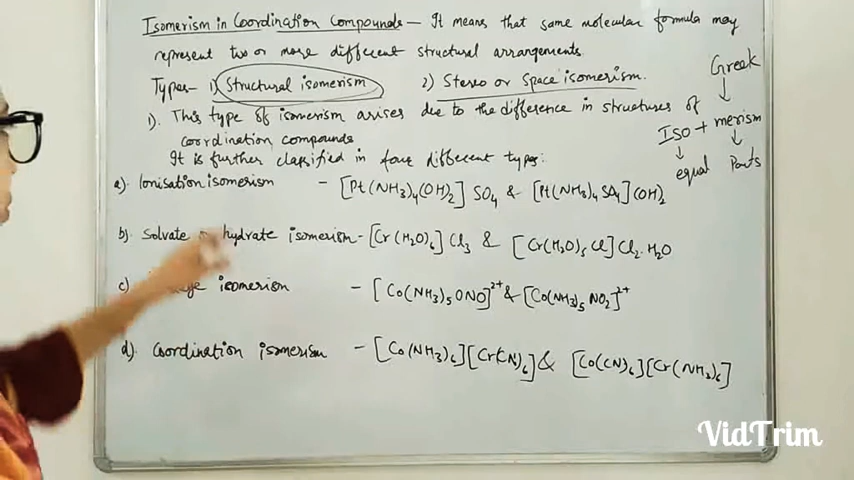 Isomerism in Coordination Compounds - It means that same molecular formula may
represent two or more different structural arrangements.
Types- 1) Structural isomerism 2) Stereo or Space isomerism.
1). This type of isomerism arises due to the difference in structures of
coordination compounds
It is further classified in four different types:
Greek
↓
ISO + merism
↓ ↓
equal Parts
a). Ionisation isomerism - [Pt(NH3)4(OH)2] SO4 & [Pt(NH3)4 SO4](OH)2
b). Solvate hydrate isomerism - [Cr(H2O)6] Cl3 & [Cr(H2O)5 Cl] Cl2.H2O
c) isomerism - [Co(NH3)5 ONO]2+ & [Co(NH3)5 NO2]2+
d). Coordination isomerism - [Co(NH3)6][Cr(CN)6] & [Co(CN)6][Cr(NH3)6]
VidTrim